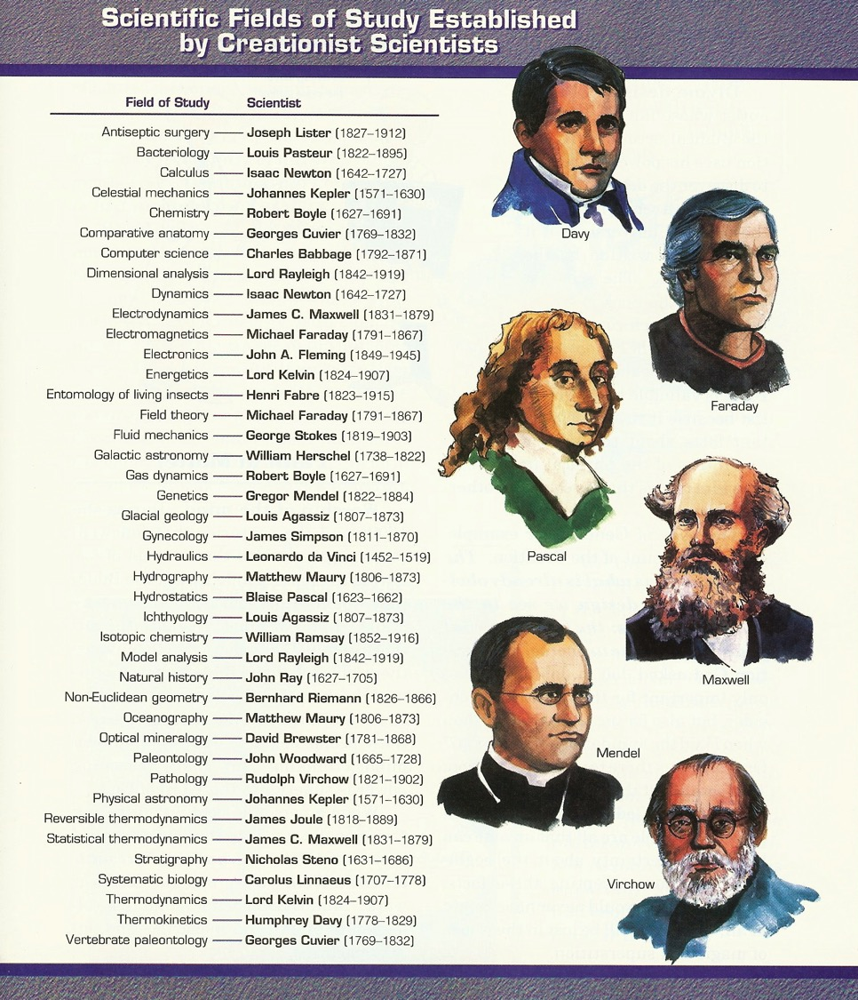 Scientific Fields of Study Established
by Creationist Scientists
Field of Study Scientist
Antiseptic surgery — Joseph Lister (1827–1912)
Bacteriology — Louis Pasteur (1822–1895)
Calculus — Isaac Newton (1642–1727)
Celestial mechanics — Johannes Kepler (1571–1630)
Chemistry — Robert Boyle (1627–1691)
Comparative anatomy — Georges Cuvier (1769–1832)
Computer science — Charles Babbage (1792–1871)
Dimensional analysis — Lord Rayleigh (1842–1919)
Dynamics — Isaac Newton (1642–1727)
Electrodynamics — James C. Maxwell (1831–1879)
Electromagnetics — Michael Faraday (1791–1867)
Electronics — John A. Fleming (1849–1945)
Energetics — Lord Kelvin (1824–1907)
Entomology of living insects — Henri Fabre (1823–1915)
Field theory — Michael Faraday (1791–1867)
Fluid mechanics — George Stokes (1819–1903)
Galactic astronomy — William Herschel (1738–1822)
Gas dynamics — Robert Boyle (1627–1691)
Genetics — Gregor Mendel (1822–1884)
Glacial geology — Louis Agassiz (1807–1873)
Gynecology — James Simpson (1811–1870)
Hydraulics — Leonardo da Vinci (1452–1519)
Hydrography — Matthew Maury (1806–1873)
Hydrostatics — Blaise Pascal (1623–1662)
Ichthyology — Louis Agassiz (1807–1873)
Isotopic chemistry — William Ramsay (1852–1916)
Model analysis — Lord Rayleigh (1842–1919)
Natural history — John Ray (1627–1705)
Non-Euclidean geometry — Bernhard Riemann (1826–1866)
Oceanography — Matthew Maury (1806–1873)
Optical mineralogy — David Brewster (1781–1868)
Paleontology — John Woodward (1665–1728)
Pathology — Rudolph Virchow (1821–1902)
Physical astronomy — Johannes Kepler (1571–1630)
Reversible thermodynamics — James Joule (1818–1889)
Statistical thermodynamics — James C. Maxwell (1831–1879)
Stratigraphy — Nicholas Steno (1631–1686)
Systematic biology — Carolus Linnaeus (1707–1778)
Thermodynamics — Lord Kelvin (1824–1907)
Thermokinetics — Humphrey Davy (1778–1829)
Vertebrate paleontology — Georges Cuvier (1769–1832)
Davy
Faraday
Pascal
Maxwell
Mendel
Virchow